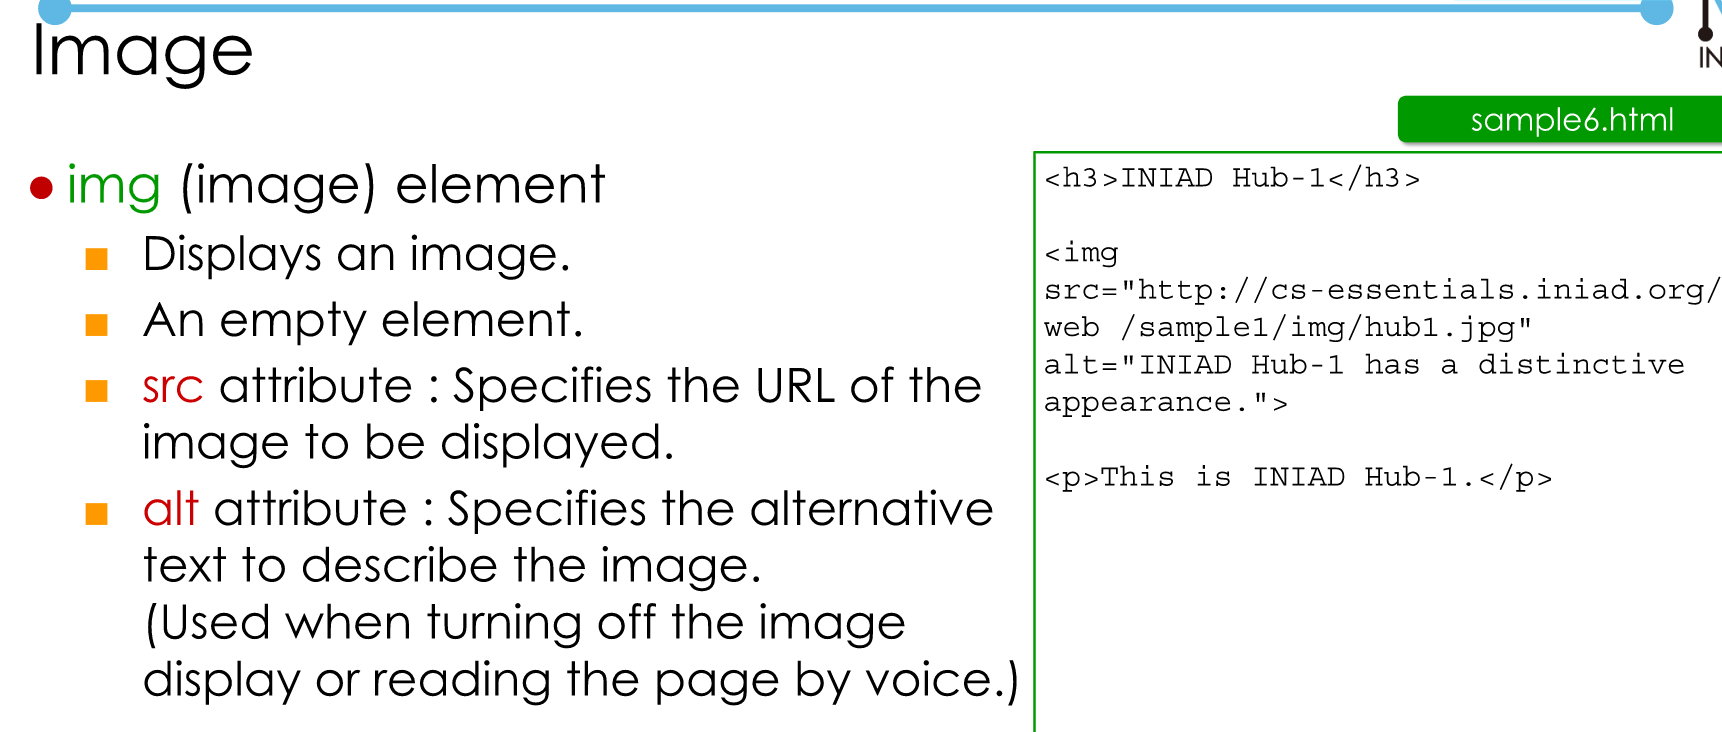 Image
IN
sample6.html
img (image) element
Displays an image.
An empty element.
src attribute : Specifies the URL of the
image to be displayed.
alt attribute : Specifies the alternative
text to describe the image.
(Used when turning off the image
display or reading the page by voice.)
<h3>INIAD Hub-1</h3>
<img
src="http://cs-essentials.iniad.org/
web /sample1/img/hub1.jpg"
alt="INIAD Hub-1 has a distinctive
appearance.">
<p>This is INIAD Hub-1.</p>